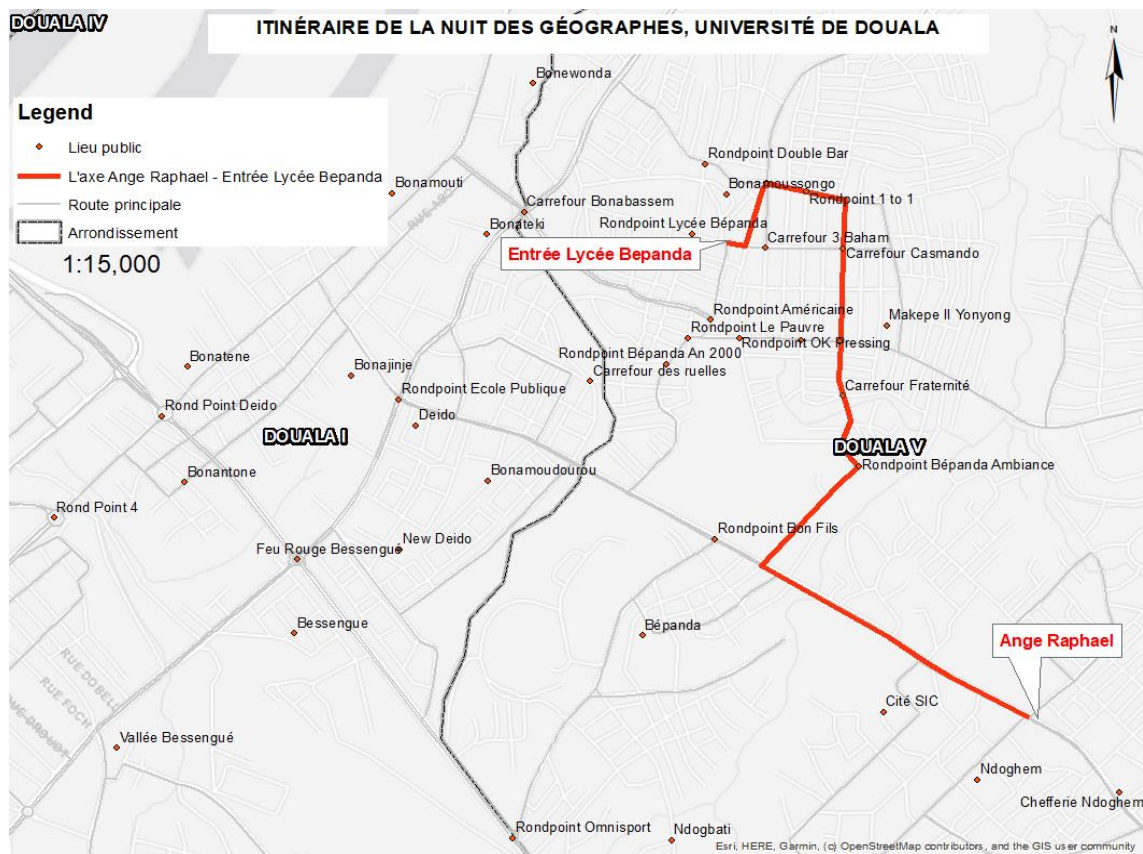 DOUALA IV
ITINÉRAIRE DE LA NUIT DES GÉOGRAPHES, UNIVERSITÉ DE DOUALA
N
Legend
Lieu public
L'axe Ange Raphael - Entrée Lycée Bepanda
Route principale
Arrondissement
1:15,000
Bonewonda
Rondpoint Double Bar
Bonamouti
Bonamoussongo
Rondpoint 1 to 1
Carrefour Bonabassem
Bonateki
Rondpoint Lycée Bépanda
Entrée Lycée Bepanda
Carrefour 3 Baham
Carrefour Casmando
Rondpoint Américaine
Makepe II Yonyong
Rondpoint Le Pauvre
Rondpoint OK Pressing
Rondpoint Bépanda An 2000
Carrefour des ruelles
Bonatene
Bonajinje
Rondpoint Ecole Publique
Carrefour Fraternité
Rond Point Deido
Deido
DOUALA I
DOUALA V
Rondpoint Bépanda Ambiance
Bonantone
Bonamoudourou
Rond Point 4
Rondpoint Bon Fils
New Deido
Feu Rouge Bessengué
Bessengue
Bépanda
Ange Raphael
RUE FOCH
Cité SIC
Vallée Bessengué
Ndoghem
Chefferie Ndoghem
Rondpoint Omnisport
Ndogbati
Esri, HERE, Garmin, (c) OpenStreetMap contributors, and the GIS user community